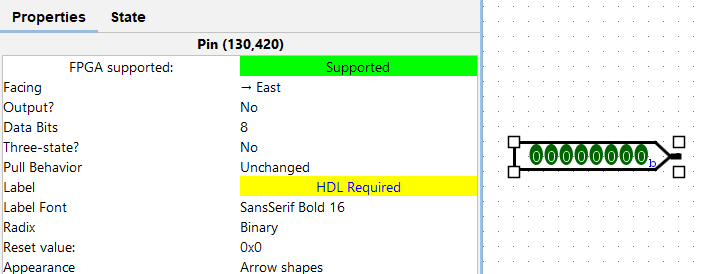 Properties State
Pin (130,420)
FPGA supported: Supported
Facing → East
Output? No
Data Bits 8
Three-state? No
Pull Behavior Unchanged
Label HDL Required
Label Font SansSerif Bold 16
Radix Binary
Reset value: 0x0
Appearance Arrow shapes
00000000b